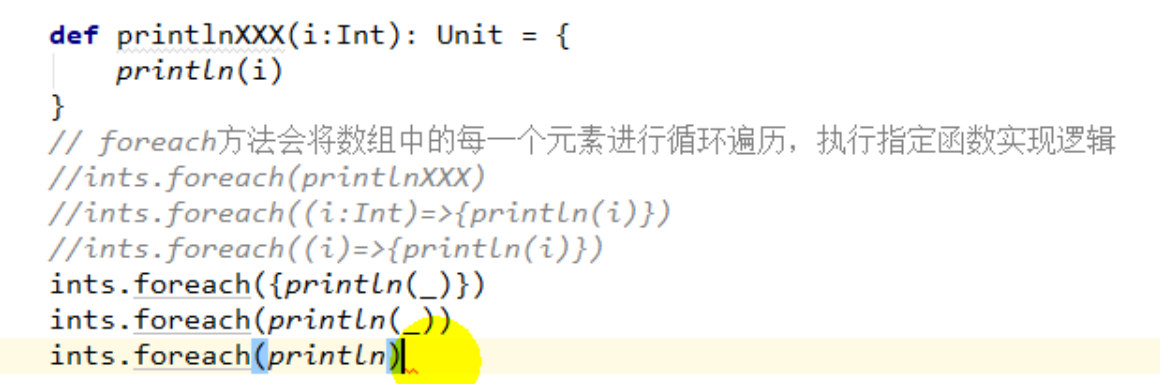 def printlnXXX(i:Int): Unit = {
    println(i)
}
// foreach方法会将数组中的每一个元素进行循环遍历，执行指定函数实现逻辑
//ints.foreach(printlnXXX)
//ints.foreach((i:Int)=>{println(i)})
//ints.foreach((i)=>{println(i)})
ints.foreach({println(_)})
ints.foreach(println(_))
ints.foreach(println)